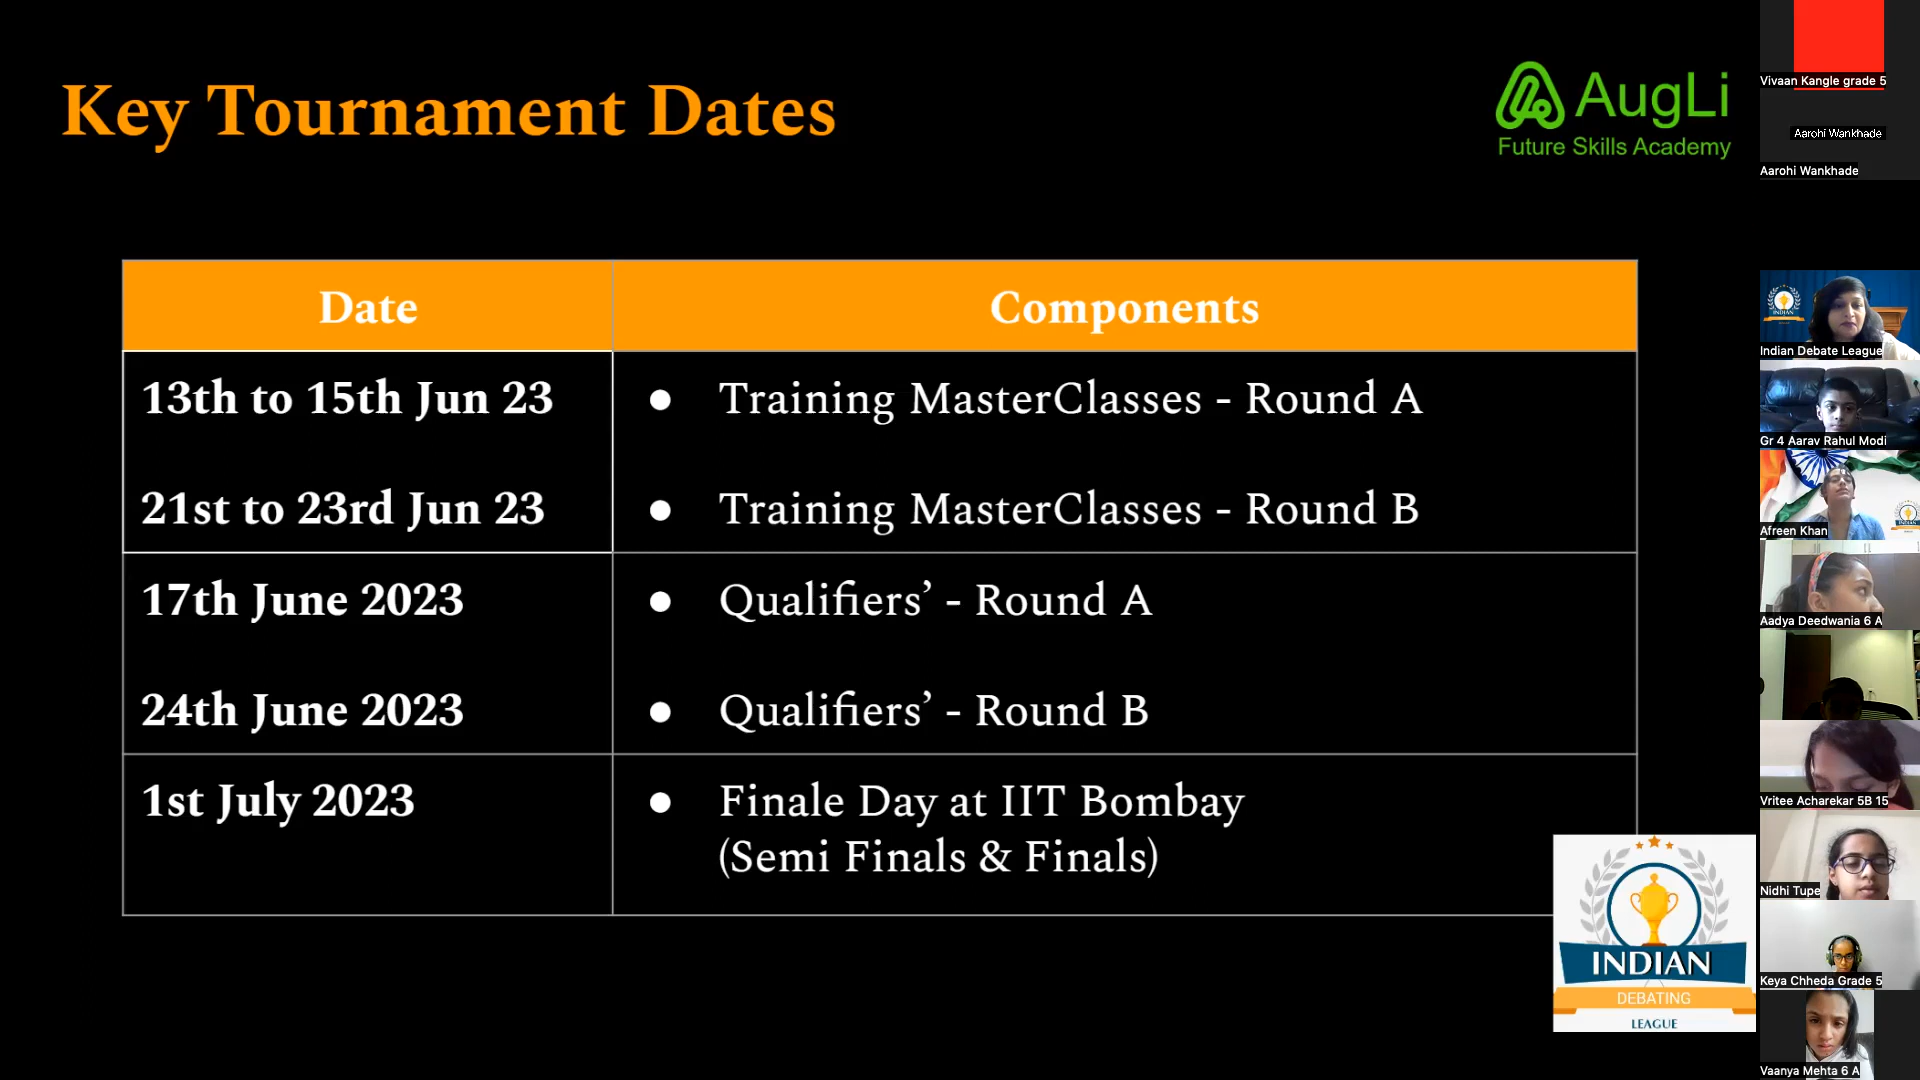 Key Tournament Dates
AugLi
Future Skills Academy
Date
Components
13th to 15th Jun 23
● Training MasterClasses - Round A
21st to 23rd Jun 23
● Training MasterClasses - Round B
17th June 2023
● Qualifiers’ - Round A
24th June 2023
● Qualifiers’ - Round B
1st July 2023
● Finale Day at IIT Bombay
(Semi Finals & Finals)
INDIAN
DEBATING
LEAGUE
Vivaan Kangle grade 5
Aarohi Wankhade
Aarohi Wankhade
INDIAN
Indian Debate League
Gr 4 Aarav Rahul Modi
INDIAN
Afreen Khan
Aadya Deedwania 6 A
Vritee Acharekar 5B 15
Nidhi Tupe
Keya Chheda Grade 5
Vaanya Mehta 6 A